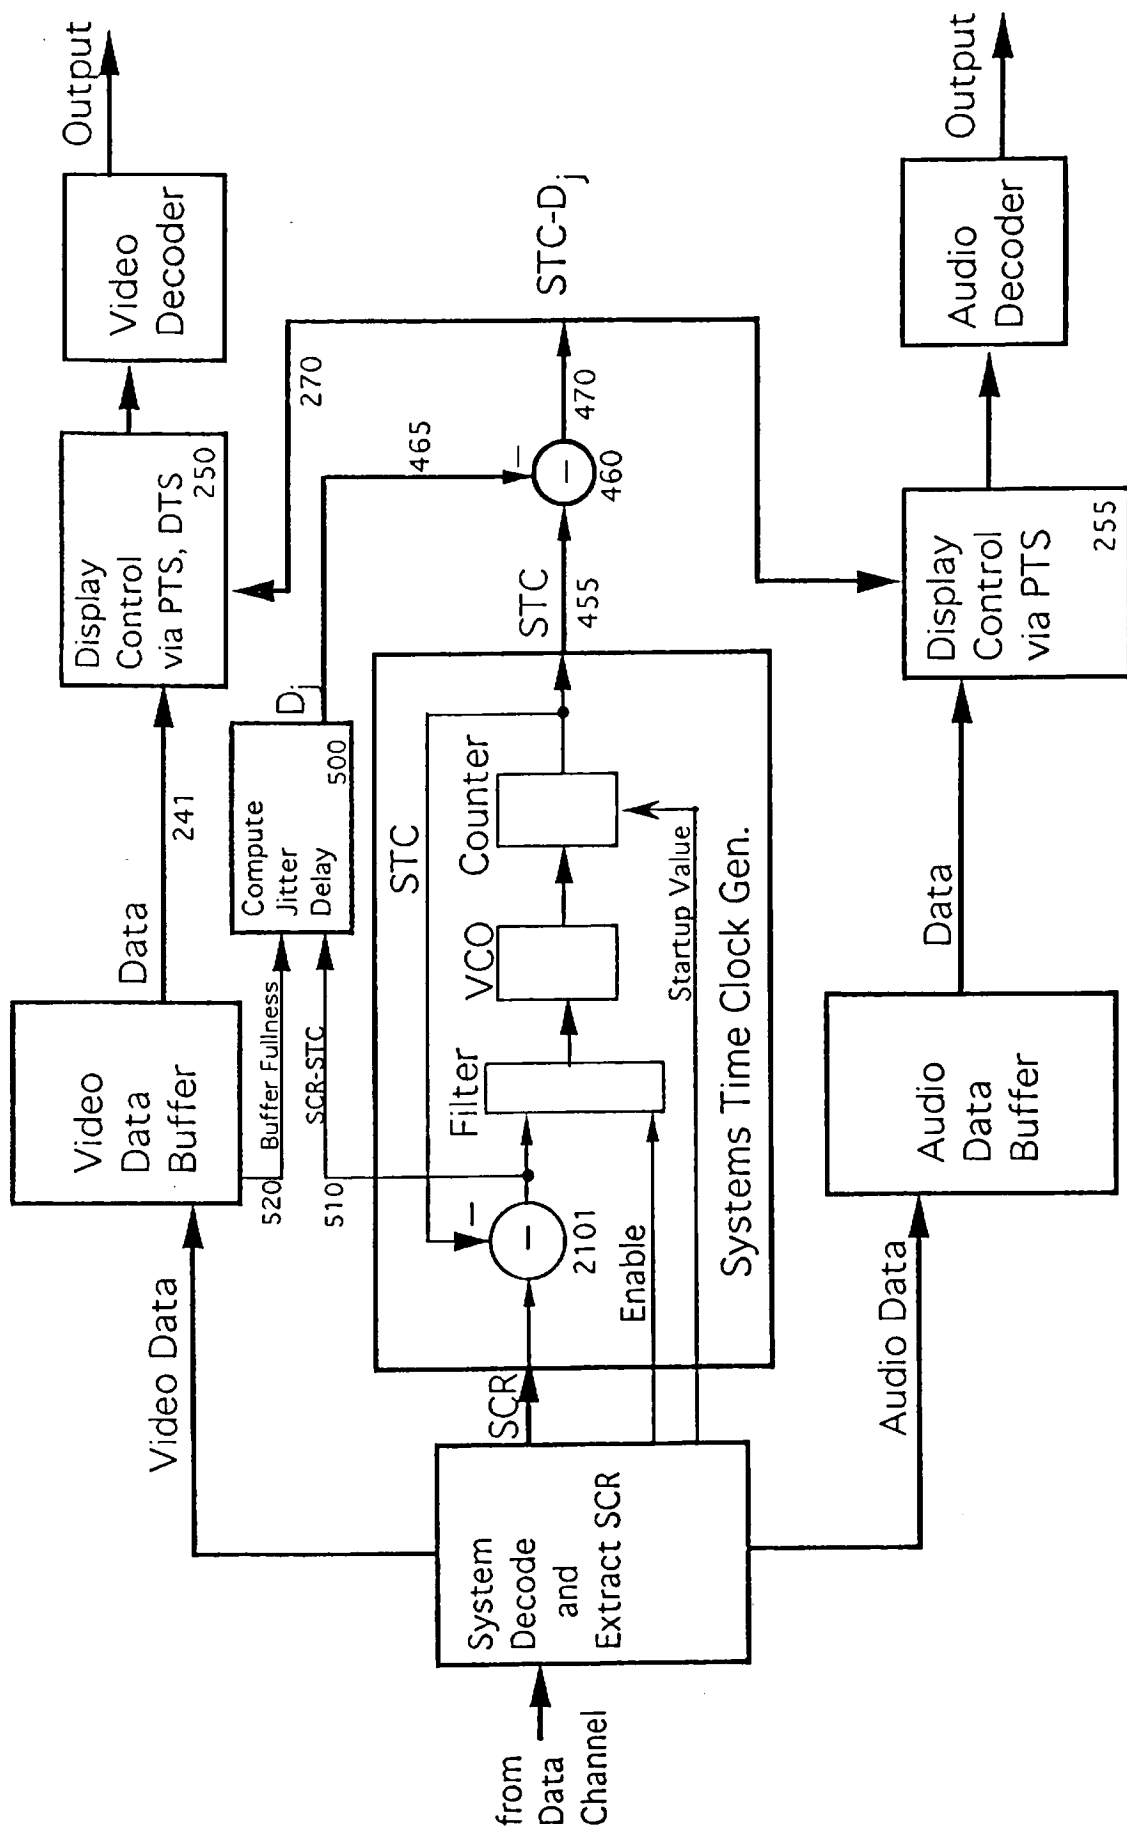 from
Data
Channel
System
Decode
and
Extract SCR
Video Data
Video
Data
Buffer
Data
241
Display
Control
via PTS, DTS
250
Video
Decoder
Output
520
Buffer Fullness
510
SCR-STC
Compute
Jitter
Delay
500
Dj
465
270
SCR
−
−
2101
STC
Filter
VCO
Counter
Enable
Startup Value
Systems Time Clock Gen.
STC
455
−
−
460
470
STC-Dj
Audio Data
Audio
Data
Buffer
Data
Display
Control
via PTS
255
Audio
Decoder
Output